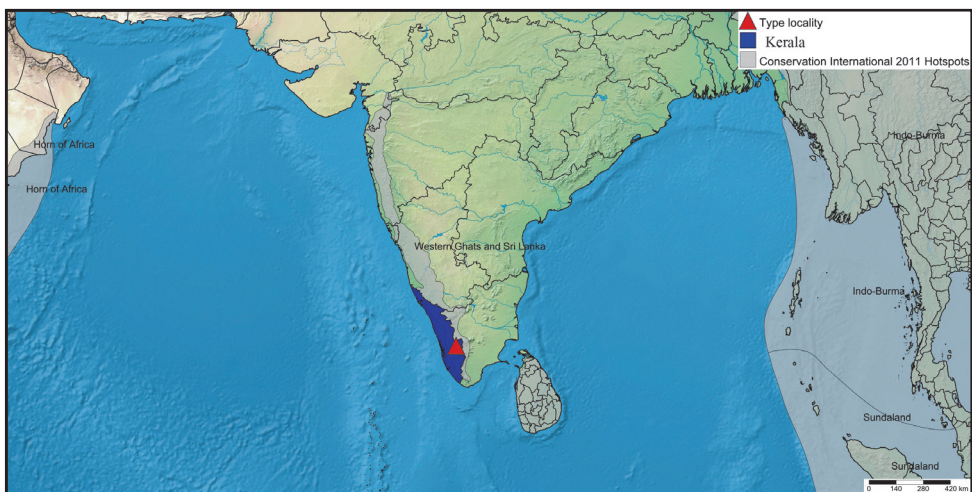 Type locality
Kerala
Conservation International 2011 Hotspots
Indo-Burma
Horn of Africa
Horn of Africa
Western Ghats and Sri Lanka
Indo-Burma
Sundaland
Sundaland
0 140 280 420 km